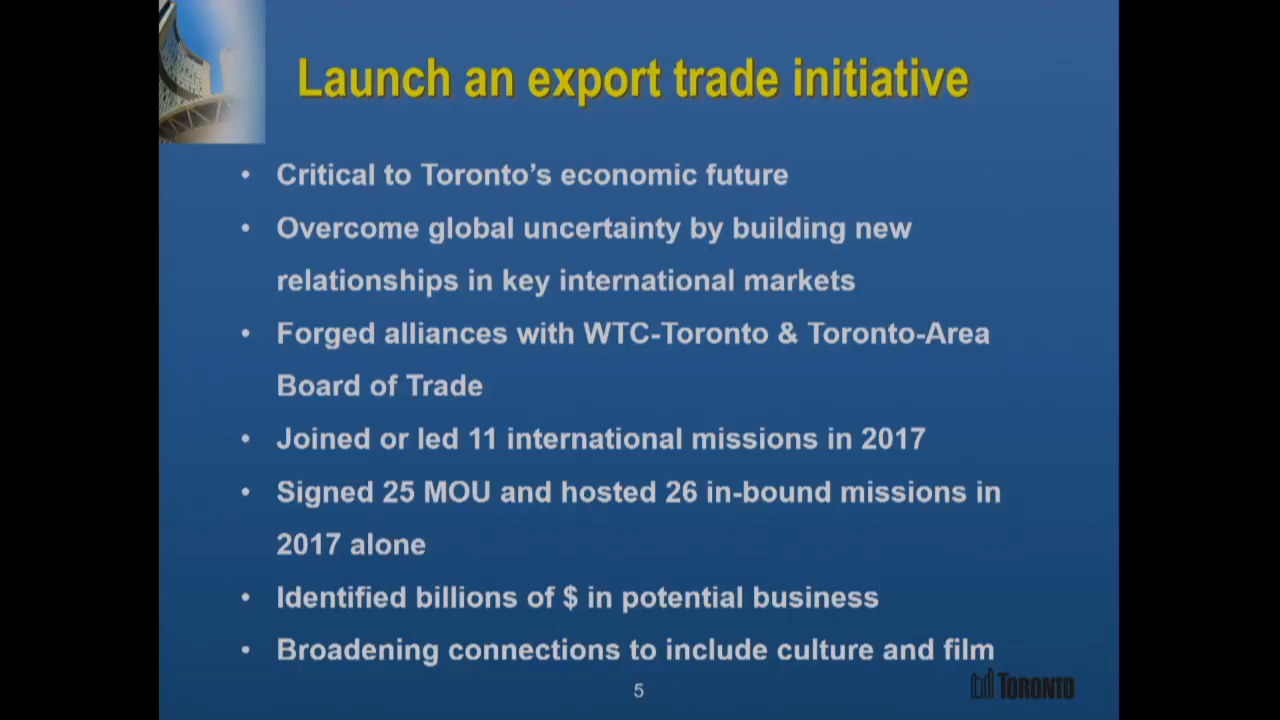 Launch an export trade initiative
• Critical to Toronto’s economic future
• Overcome global uncertainty by building new
relationships in key international markets
• Forged alliances with WTC-Toronto & Toronto-Area
Board of Trade
• Joined or led 11 international missions in 2017
• Signed 25 MOU and hosted 26 in-bound missions in
2017 alone
• Identified billions of $ in potential business
• Broadening connections to include culture and film
5
TORONTO